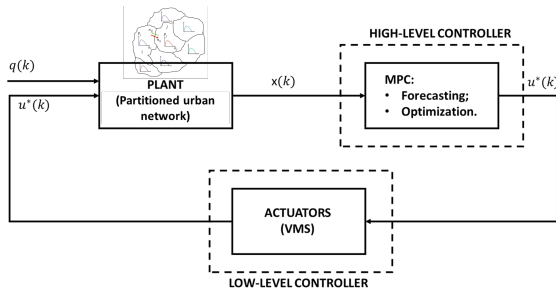 HIGH-LEVEL CONTROLLER
q(k)
u*(k)
PLANT
(Partitioned urban
network)
x(k)
MPC:
• Forecasting;
• Optimization.
u*(k)
ACTUATORS
(VMS)
LOW-LEVEL CONTROLLER